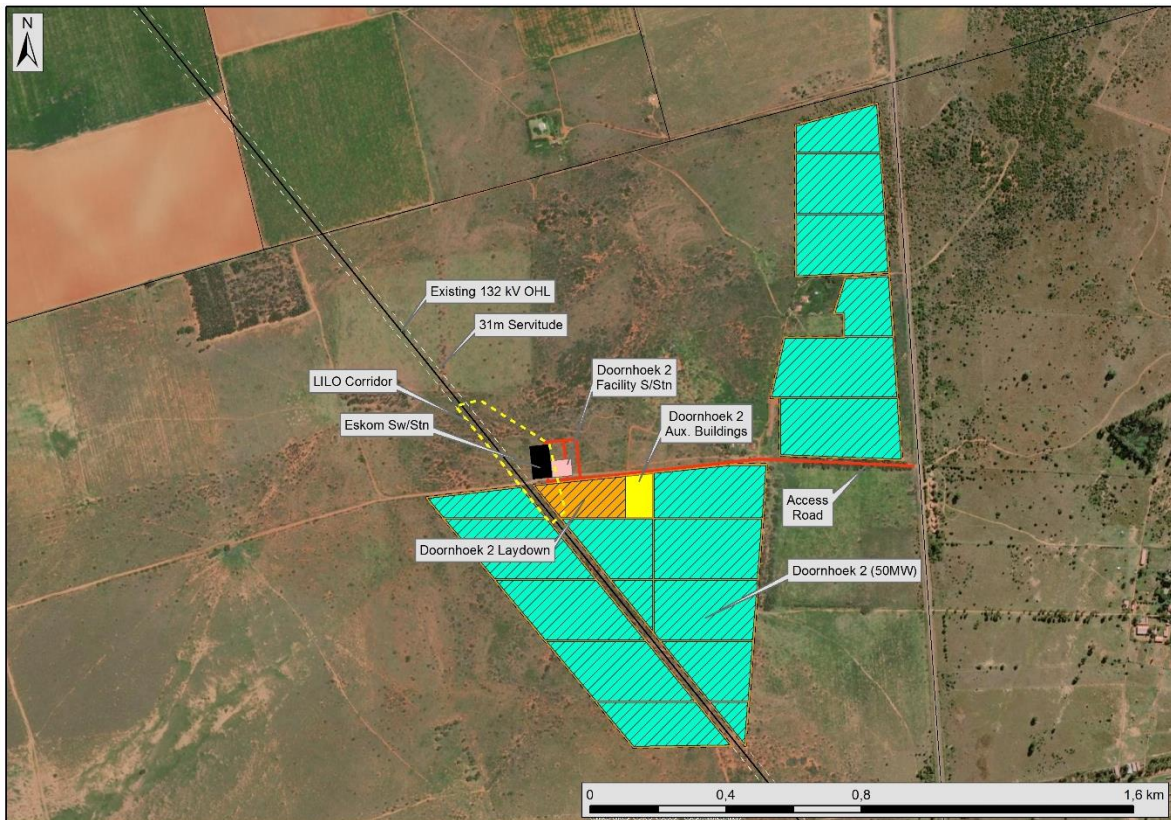 N
Existing 132 kV OHL
31m Servitude
LILO Corridor
Doornhoek 2
Facility S/Stn
Eskom Sw/Stn
Doornhoek 2
Aux. Buildings
Access
Road
Doornhoek 2 Laydown
Doornhoek 2 (50MW)
0
0,4
0,8
1,6 km